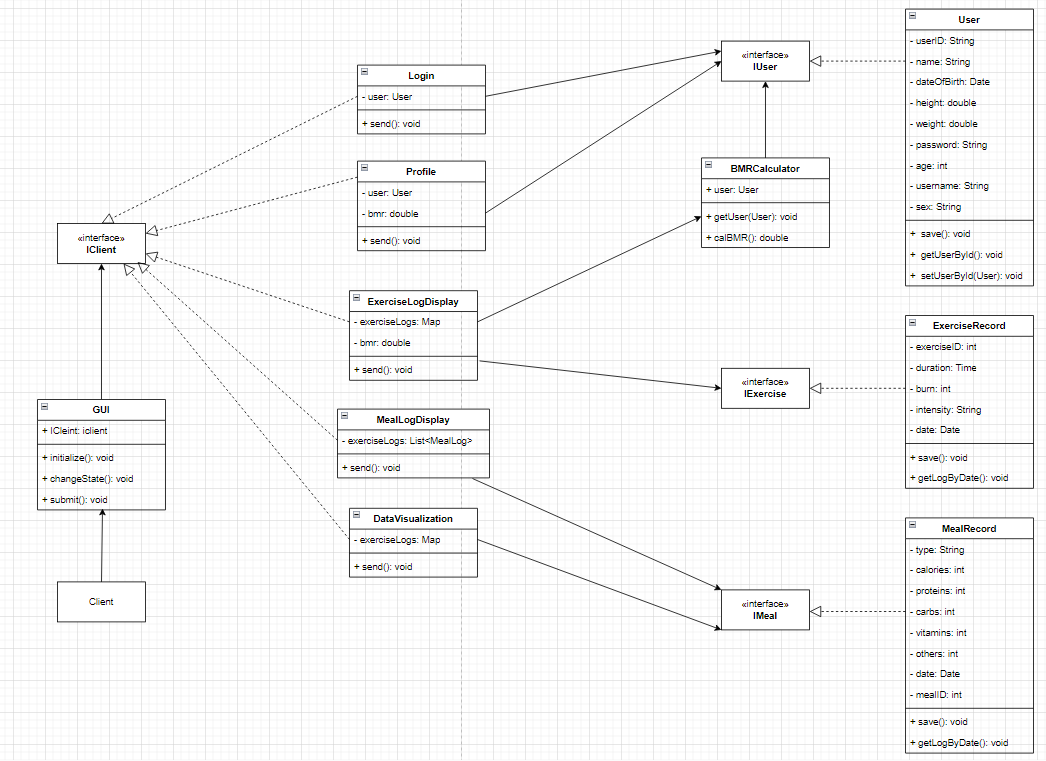 User
- userID: String
- name: String
- dateOfBirth: Date
- height: double
- weight: double
- password: String
- age: int
- username: String
- sex: String
+ save(): void
+ getUserById(): void
+ setUserById(User): void
«interface»
IUser
Login
- user: User
+ send(): void
Profile
- user: User
- bmr: double
+ send(): void
BMRCalculator
+ user: User
+ getUser(User): void
+ calBMR(): double
«interface»
IClient
ExerciseLogDisplay
- exerciseLogs: Map
- bmr: double
+ send(): void
ExerciseRecord
- exerciseID: int
- duration: Time
- burn: int
- intensity: String
- date: Date
+ save(): void
+ getLogByDate(): void
«interface»
IExercise
GUI
+ ICleint: iclient
+ initialize(): void
+ changeState(): void
+ submit(): void
MealLogDisplay
- exerciseLogs: List<MealLog>
+ send(): void
DataVisualization
- exerciseLogs: Map
+ send(): void
Client
«interface»
IMeal
MealRecord
- type: String
- calories: int
- proteins: int
- carbs: int
- vitamins: int
- others: int
- date: Date
- mealID: int
+ save(): void
+ getLogByDate(): void